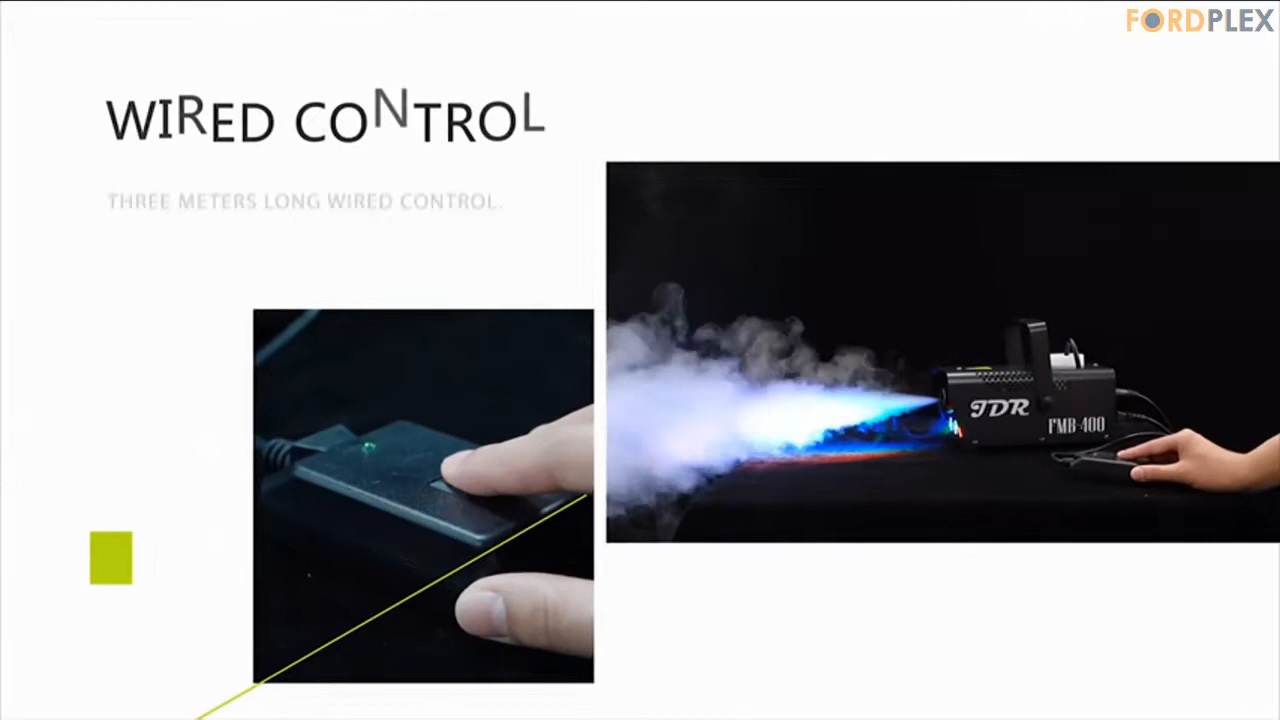 FORDPLEX
WIRED CONTROL
THREE METERS LONG WIRED CONTROL.
JDR
FMB-400